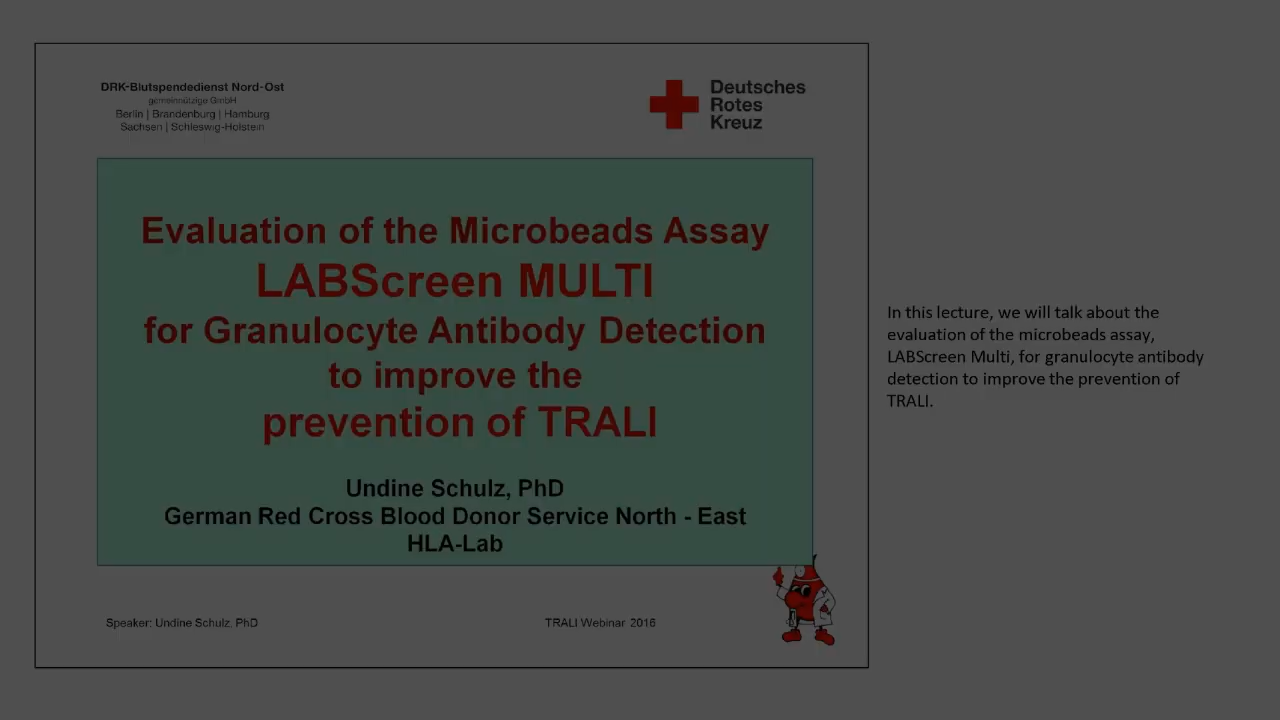 DRK-Blutspendedienst Nord-Ost
gemeinnützige GmbH
Berlin | Brandenburg | Hamburg
Sachsen | Schleswig-Holstein
Deutsches
Rotes
Kreuz
Evaluation of the Microbeads Assay
LABScreen MULTI
for Granulocyte Antibody Detection
to improve the
prevention of TRALI
Undine Schulz, PhD
German Red Cross Blood Donor Service North - East
HLA-Lab
Speaker: Undine Schulz, PhD
TRALI Webinar 2016
In this lecture, we will talk about the
evaluation of the microbeads assay,
LABScreen Multi, for granulocyte antibody
detection to improve the prevention of
TRALI.